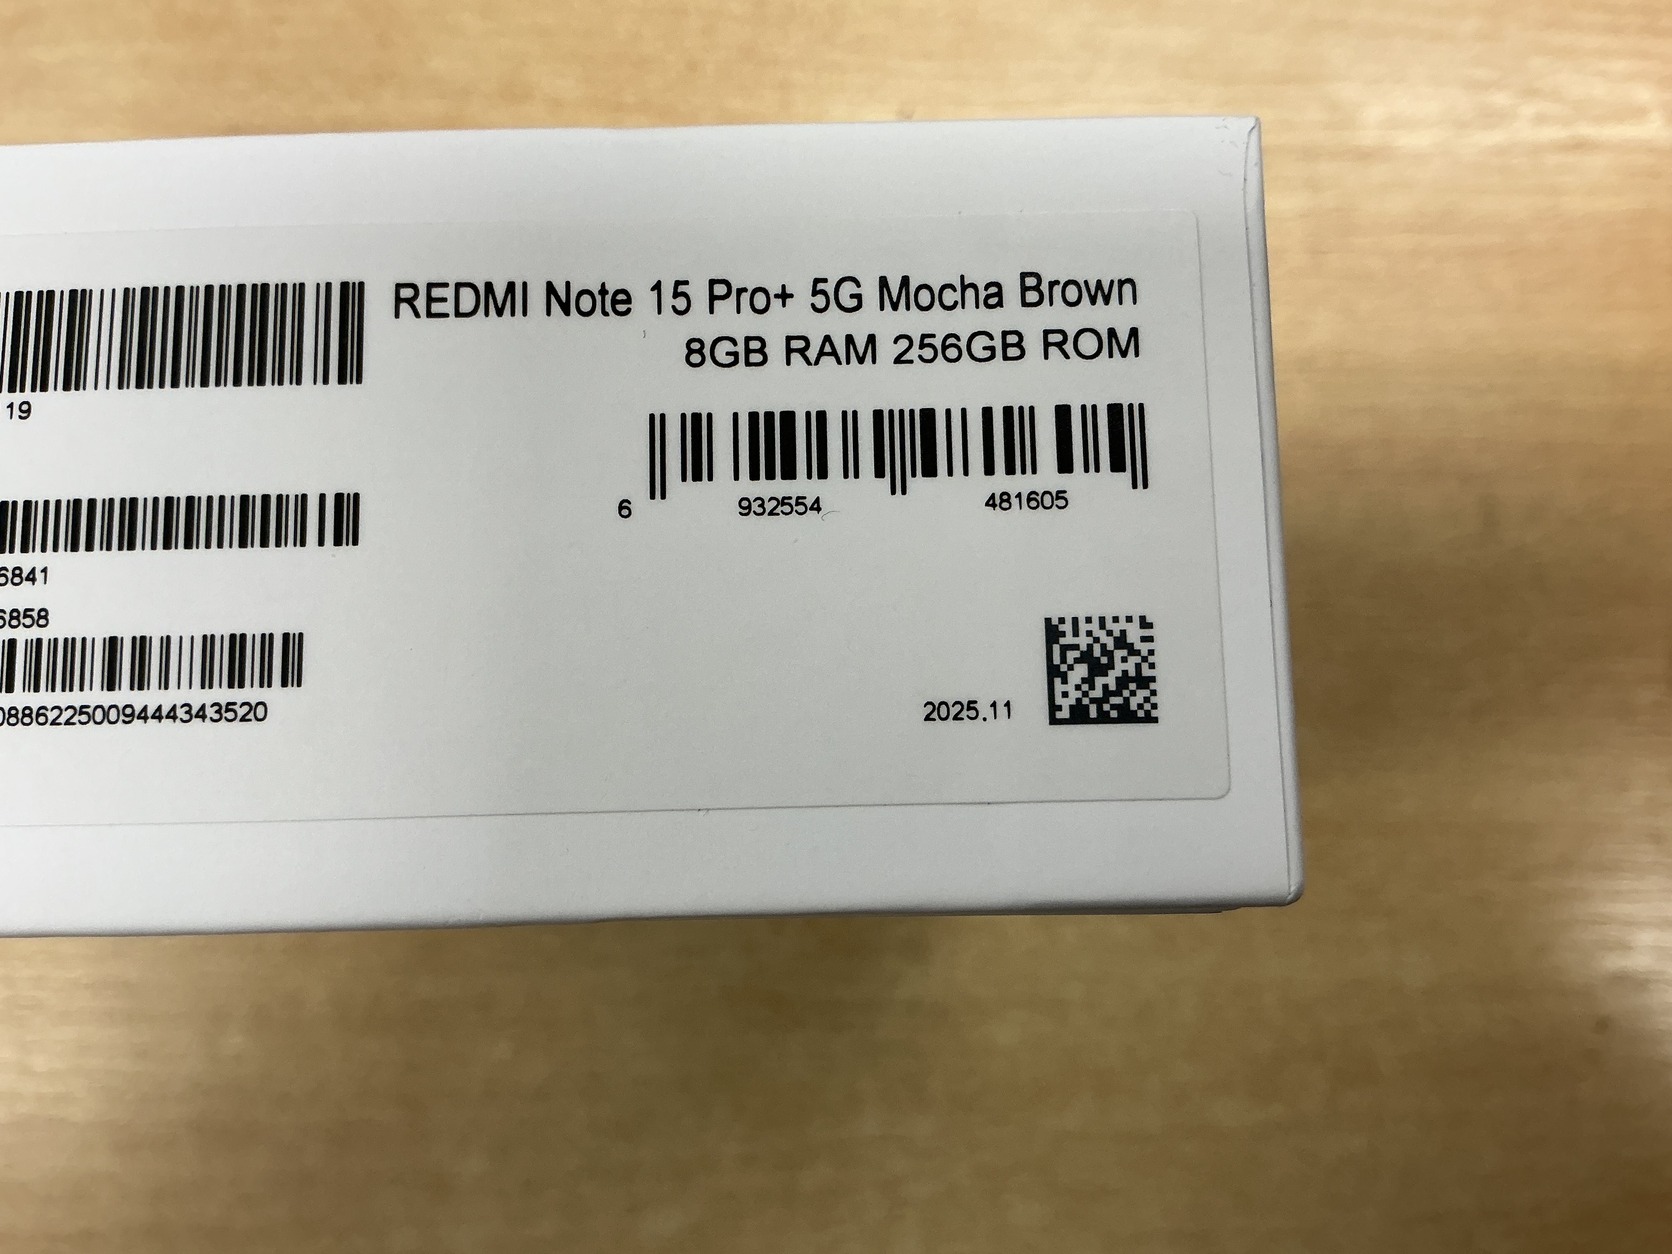 REDMI Note 15 Pro+ 5G Mocha Brown
8GB RAM 256GB ROM
19
6 932554 481605
6841
6858
0886225009444343520
2025.11